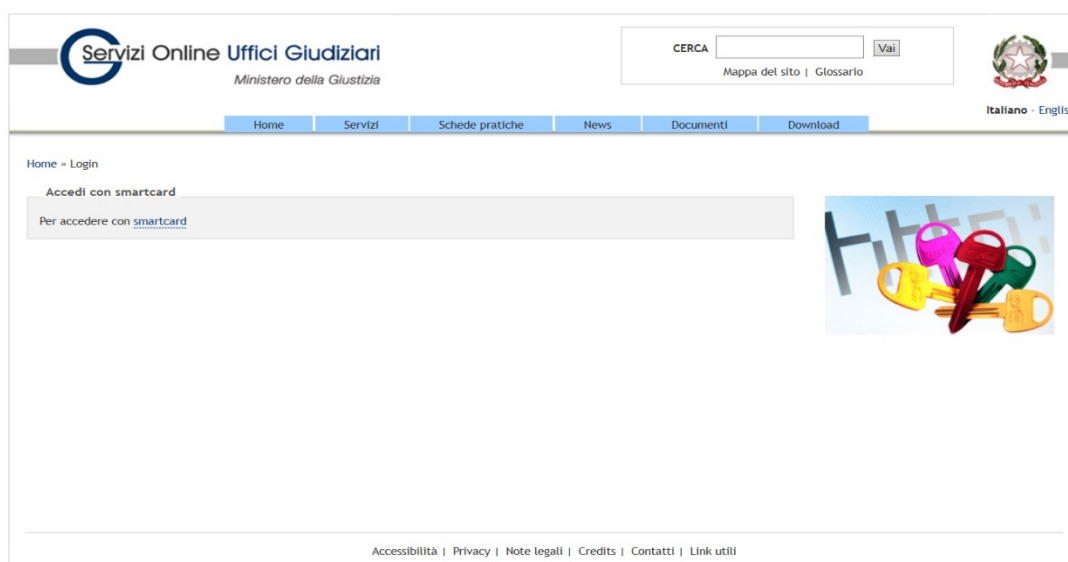 Servizi Online Uffici Giudiziari
Ministero della Giustizia
CERCA Vai
Mappa del sito | Glossario
Italiano - Englis
Home Servizi Schede pratiche News Documenti Download
Home » Login
Accedi con smartcard
Per accedere con smartcard
Accessibilità | Privacy | Note legali | Credits | Contatti | Link utili